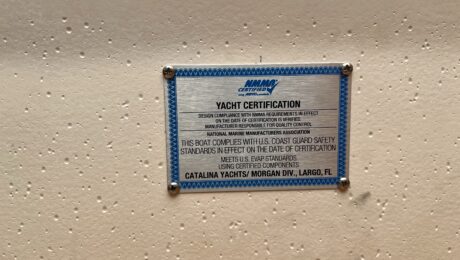 NMMA
CERTIFIED
YACHT CERTIFICATION
DESIGN COMPLIANCE WITH NMMA REQUIREMENTS IN EFFECT
ON THE DATE OF CERTIFICATION IS VERIFIED.
MANUFACTURER RESPONSIBLE FOR QUALITY CONTROL
NATIONAL MARINE MANUFACTURERS ASSOCIATION
THIS BOAT COMPLIES WITH U.S. COAST GUARD SAFETY
STANDARDS IN EFFECT ON THE DATE OF CERTIFICATION
MEETS U.S. EVAP STANDARDS
USING CERTIFIED COMPONENTS
CATALINA YACHTS/ MORGAN DIV., LARGO, FL